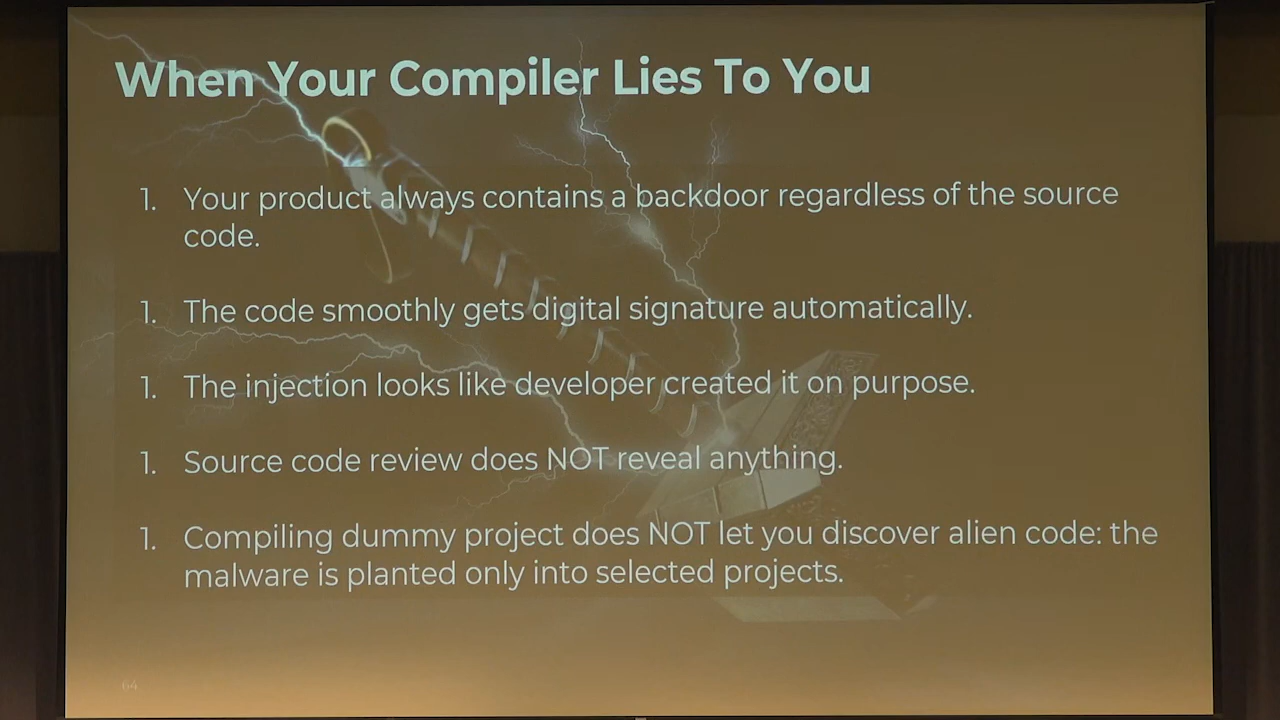 When Your Compiler Lies To You
1. Your product always contains a backdoor regardless of the source
code.
1. The code smoothly gets digital signature automatically.
1. The injection looks like developer created it on purpose.
1. Source code review does NOT reveal anything.
1. Compiling dummy project does NOT let you discover alien code: the
malware is planted only into selected projects.
64